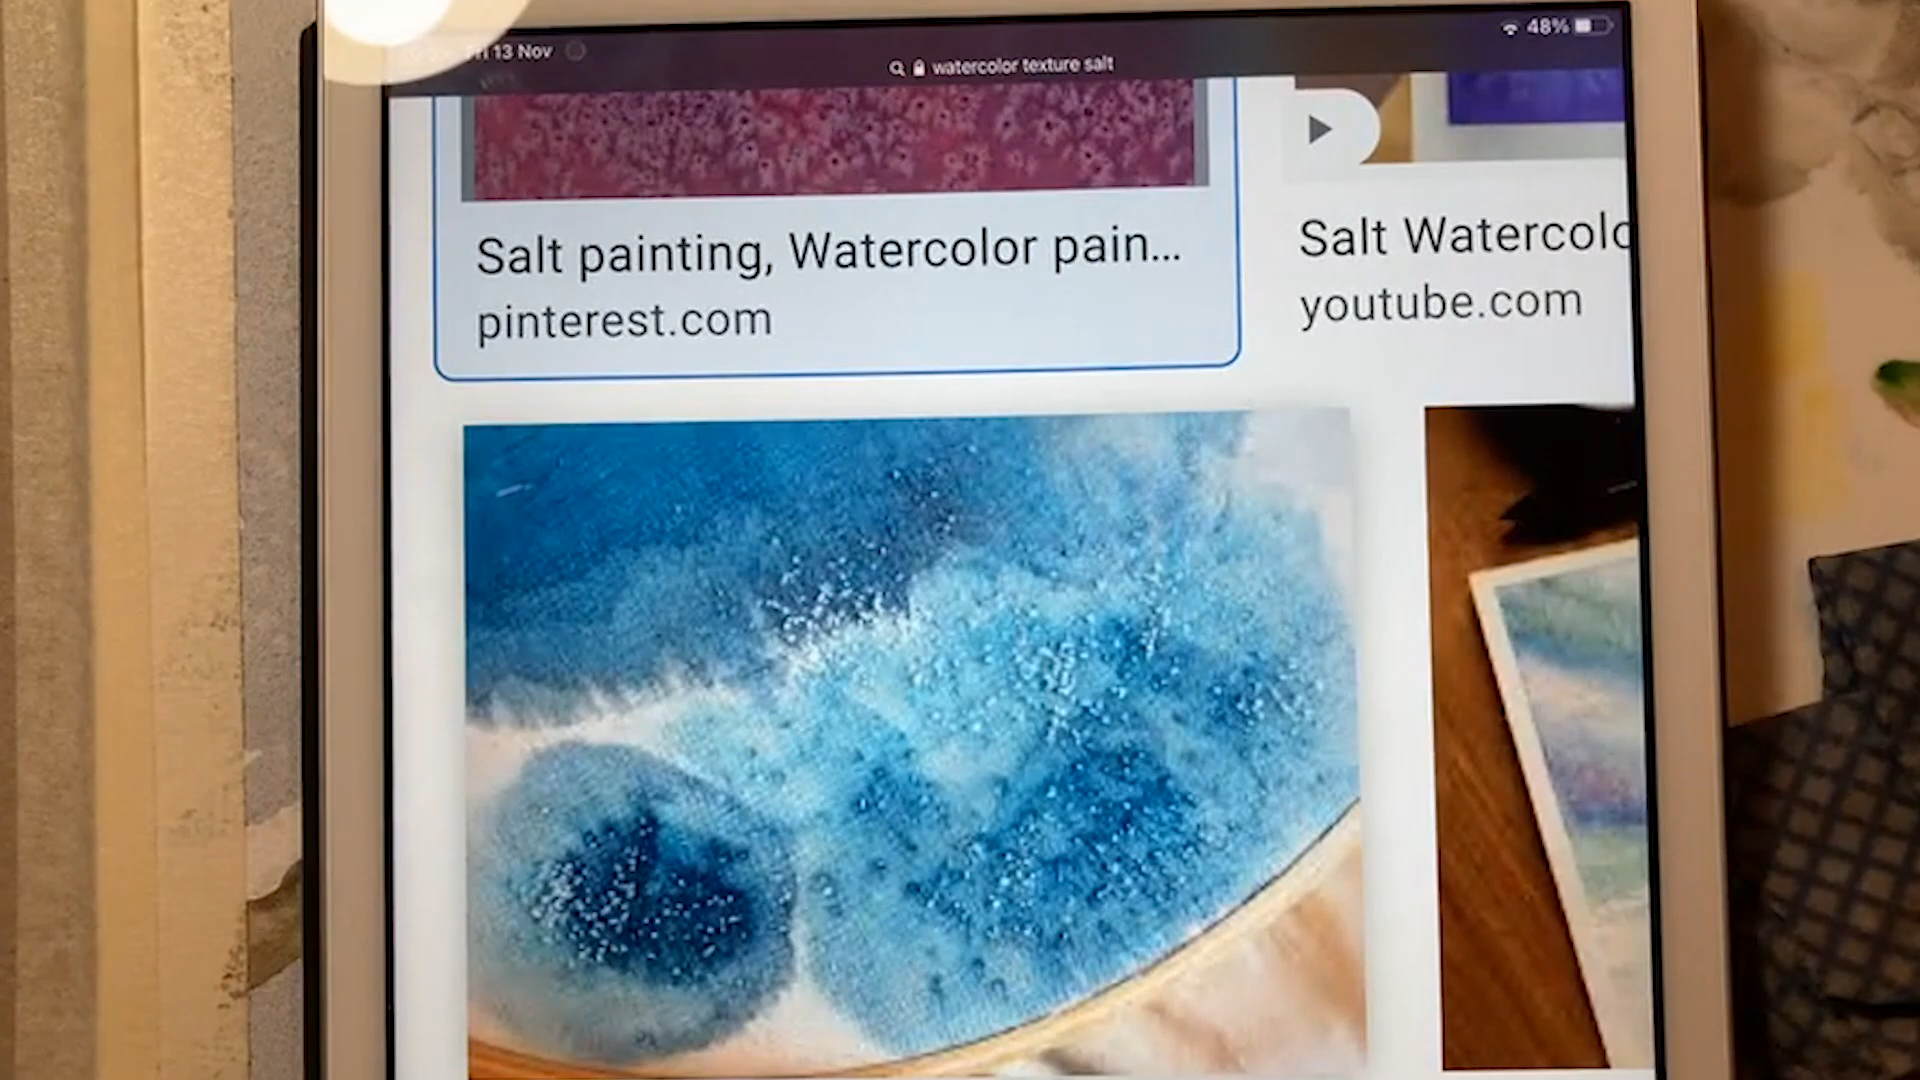 13 Nov
48%
watercolor texture salt
Salt painting, Watercolor pain...
pinterest.com
Salt Watercolo
youtube.com